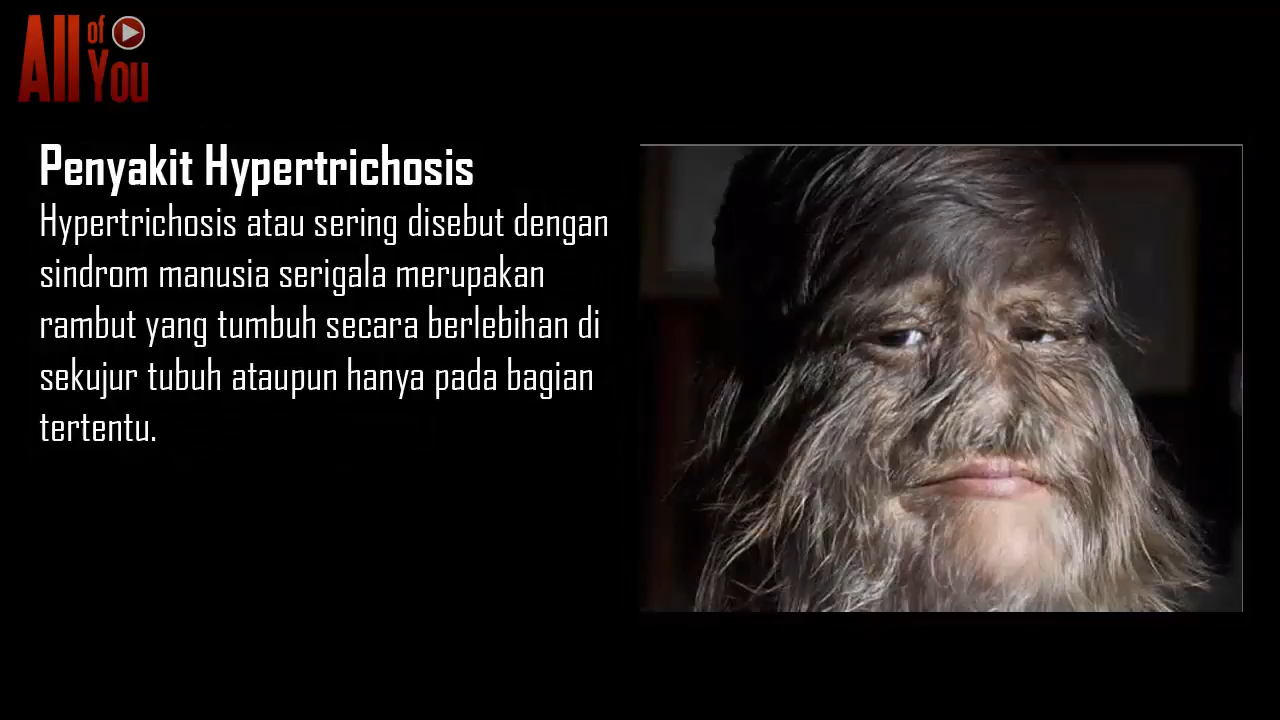 All of You
Penyakit Hypertrichosis
Hypertrichosis atau sering disebut dengan
sindrom manusia serigala merupakan
rambut yang tumbuh secara berlebihan di
sekujur tubuh ataupun hanya pada bagian
tertentu.